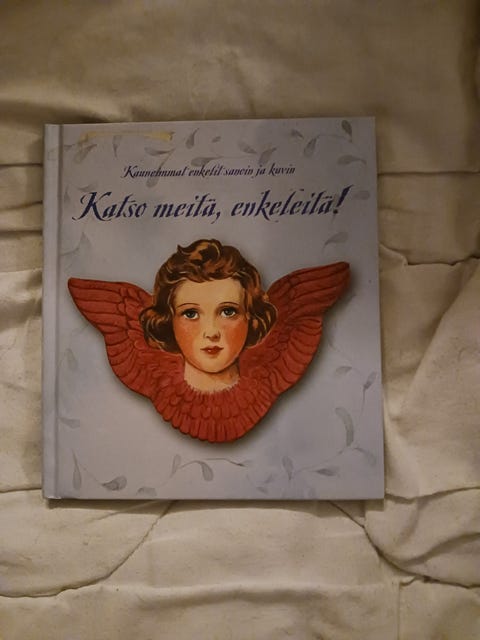 Kauneimmat enkelit sanoin ja kuvin
Katso meitä, enkeleitä!